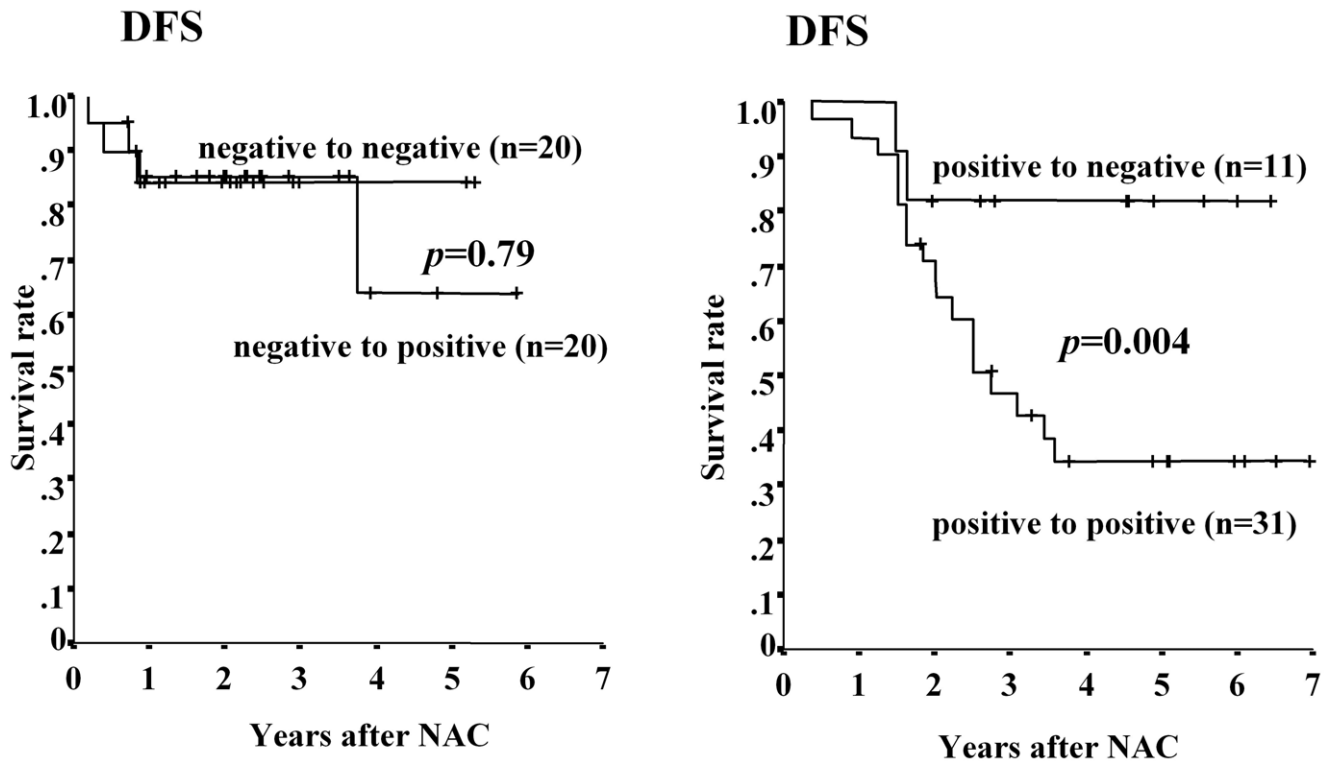 DFS
1.0
.9
.8
.7
.6
.5
.4
.3
.2
.1
0
Survival rate
negative to negative (n=20)
p=0.79
negative to positive (n=20)
0 1 2 3 4 5 6 7
Years after NAC
DFS
1.0
.9
.8
.7
.6
.5
.4
.3
.2
.1
0
Survival rate
positive to negative (n=11)
p=0.004
positive to positive (n=31)
0 1 2 3 4 5 6 7
Years after NAC